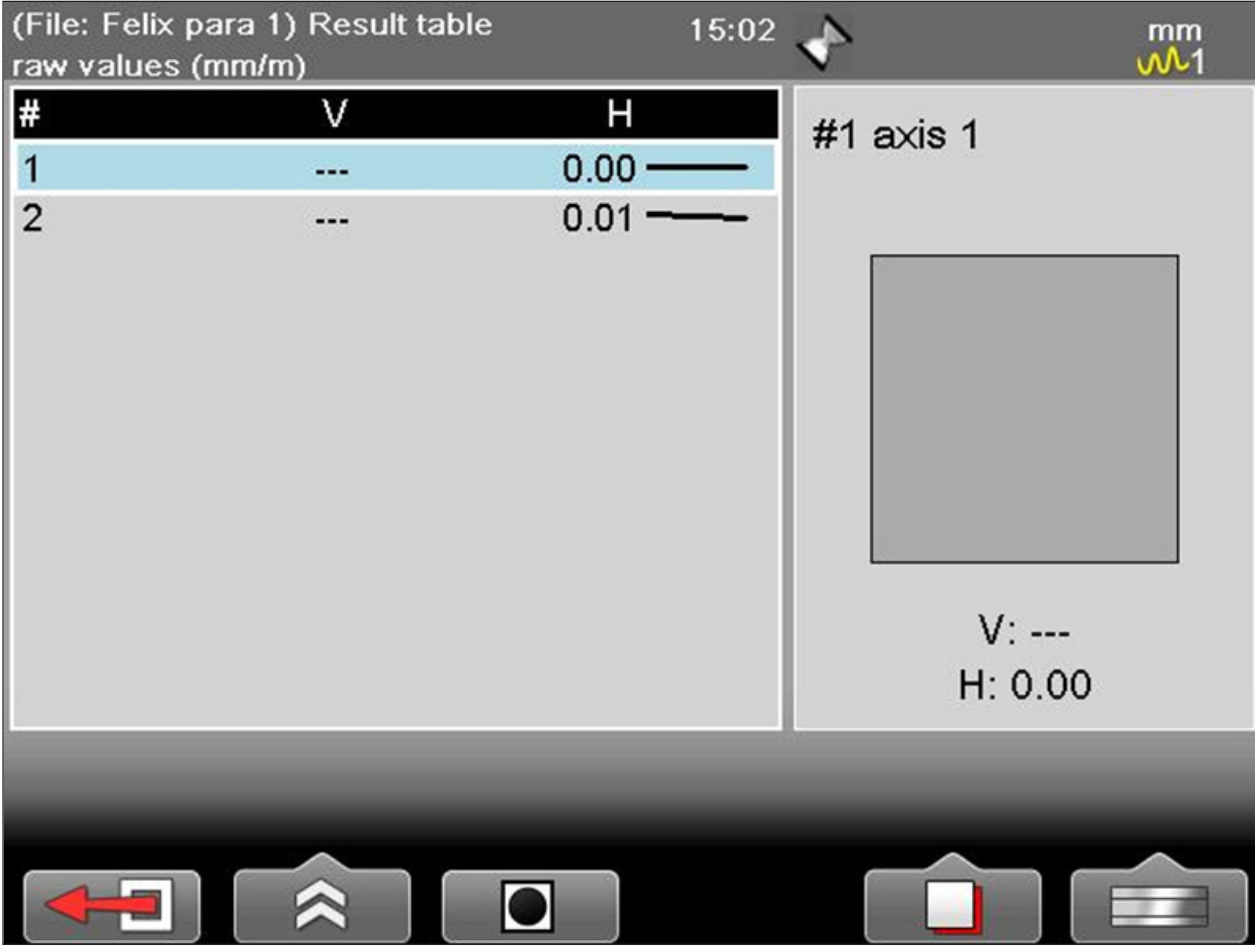 (File: Felix para 1) Result table 15:02 mm
raw values (mm/m) 1
# V H
1 --- 0.00
2 --- 0.01
#1 axis 1
V: ---
H: 0.00